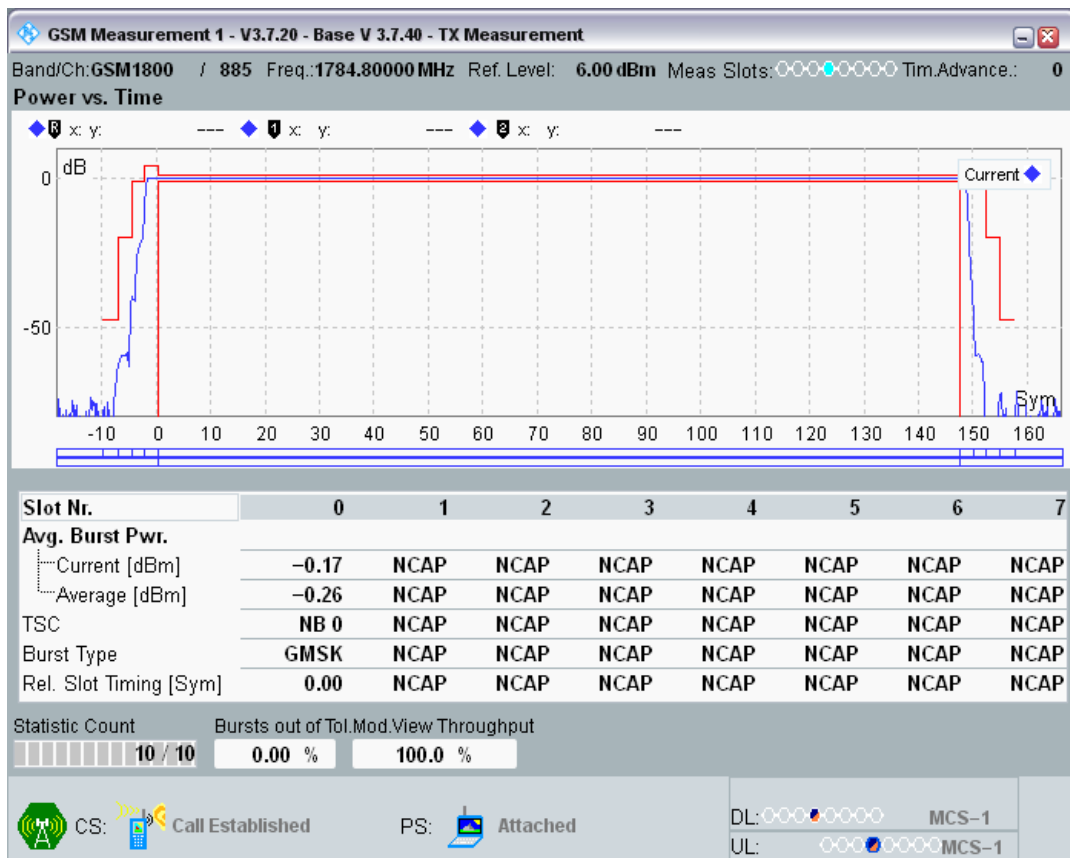 GSM Measurement 1 - V3.7.20 - Base V 3.7.40 - TX Measurement
Band/Ch:GSM1800 / 885 Freq.:1784.80000 MHz Ref. Level: 6.00 dBm Meas Slots: Tim.Advance.: 0
Power vs. Time
R x: y: --- 1 x: y: --- 2 x: y: ---
dB
Current
0
-50
Sym
-10 0 10 20 30 40 50 60 70 80 90 100 110 120 130 140 150 160
Slot Nr. 0 1 2 3 4 5 6 7
Avg. Burst Pwr.
Current [dBm] −0.17 NCAP NCAP NCAP NCAP NCAP NCAP NCAP
Average [dBm] −0.26 NCAP NCAP NCAP NCAP NCAP NCAP NCAP
TSC NB 0 NCAP NCAP NCAP NCAP NCAP NCAP NCAP
Burst Type GMSK NCAP NCAP NCAP NCAP NCAP NCAP NCAP
Rel. Slot Timing [Sym] 0.00 NCAP NCAP NCAP NCAP NCAP NCAP NCAP
Statistic Count Bursts out of Tol.Mod.View Throughput
10 / 10 0.00 % 100.0 %
CS: Call Established PS: Attached
DL: MCS−1
UL: MCS−1